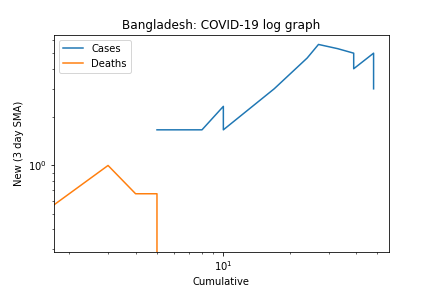 Bangladesh: COVID-19 log graph
Cases
Deaths
New (3 day SMA)
10⁰
10¹
Cumulative